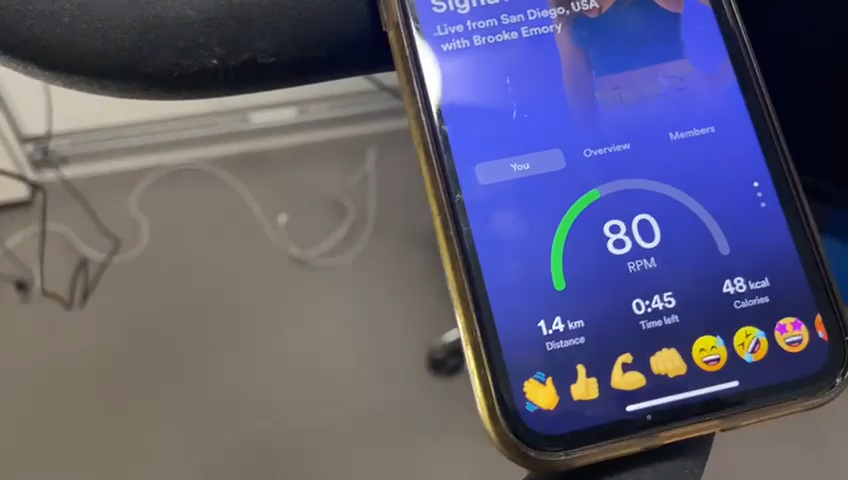 Live from San Diego, USA
with Brooke Emory
You
Overview
Members
80
RPM
1.4 km
Distance
0:45
Time left
48 kcal
Calories